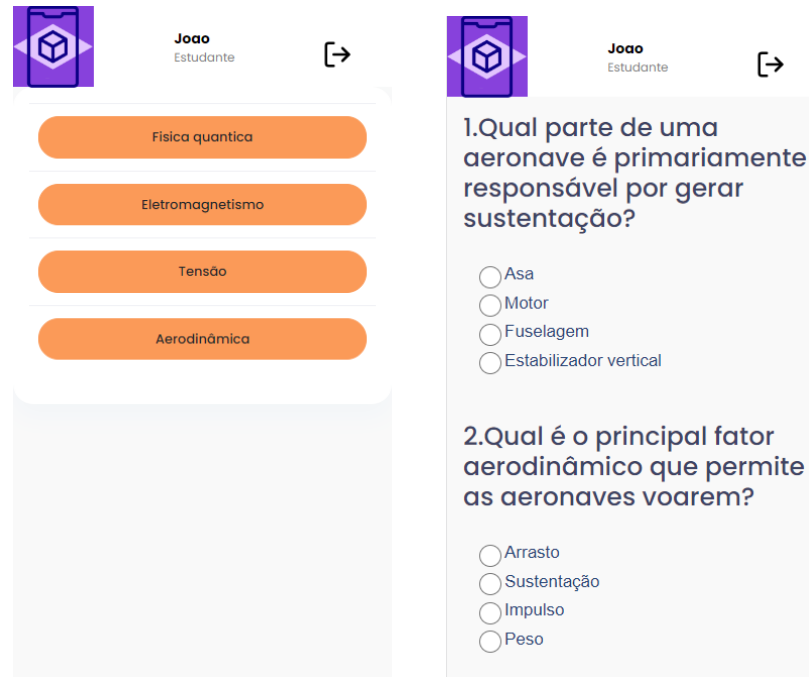 Joao
Estudante
Fisica quantica
Eletromagnetismo
Tensão
Aerodinâmica
Joao
Estudante
1.Qual parte de uma
aeronave é primariamente
responsável por gerar
sustentação?
Asa
Motor
Fuselagem
Estabilizador vertical
2.Qual é o principal fator
aerodinâmico que permite
as aeronaves voarem?
Arrasto
Sustentação
Impulso
Peso